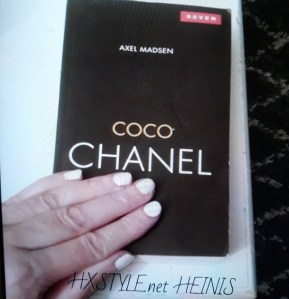 SEVEN
AXEL MADSEN
COCO
CHANEL
HXSTYLE.net HEINIS